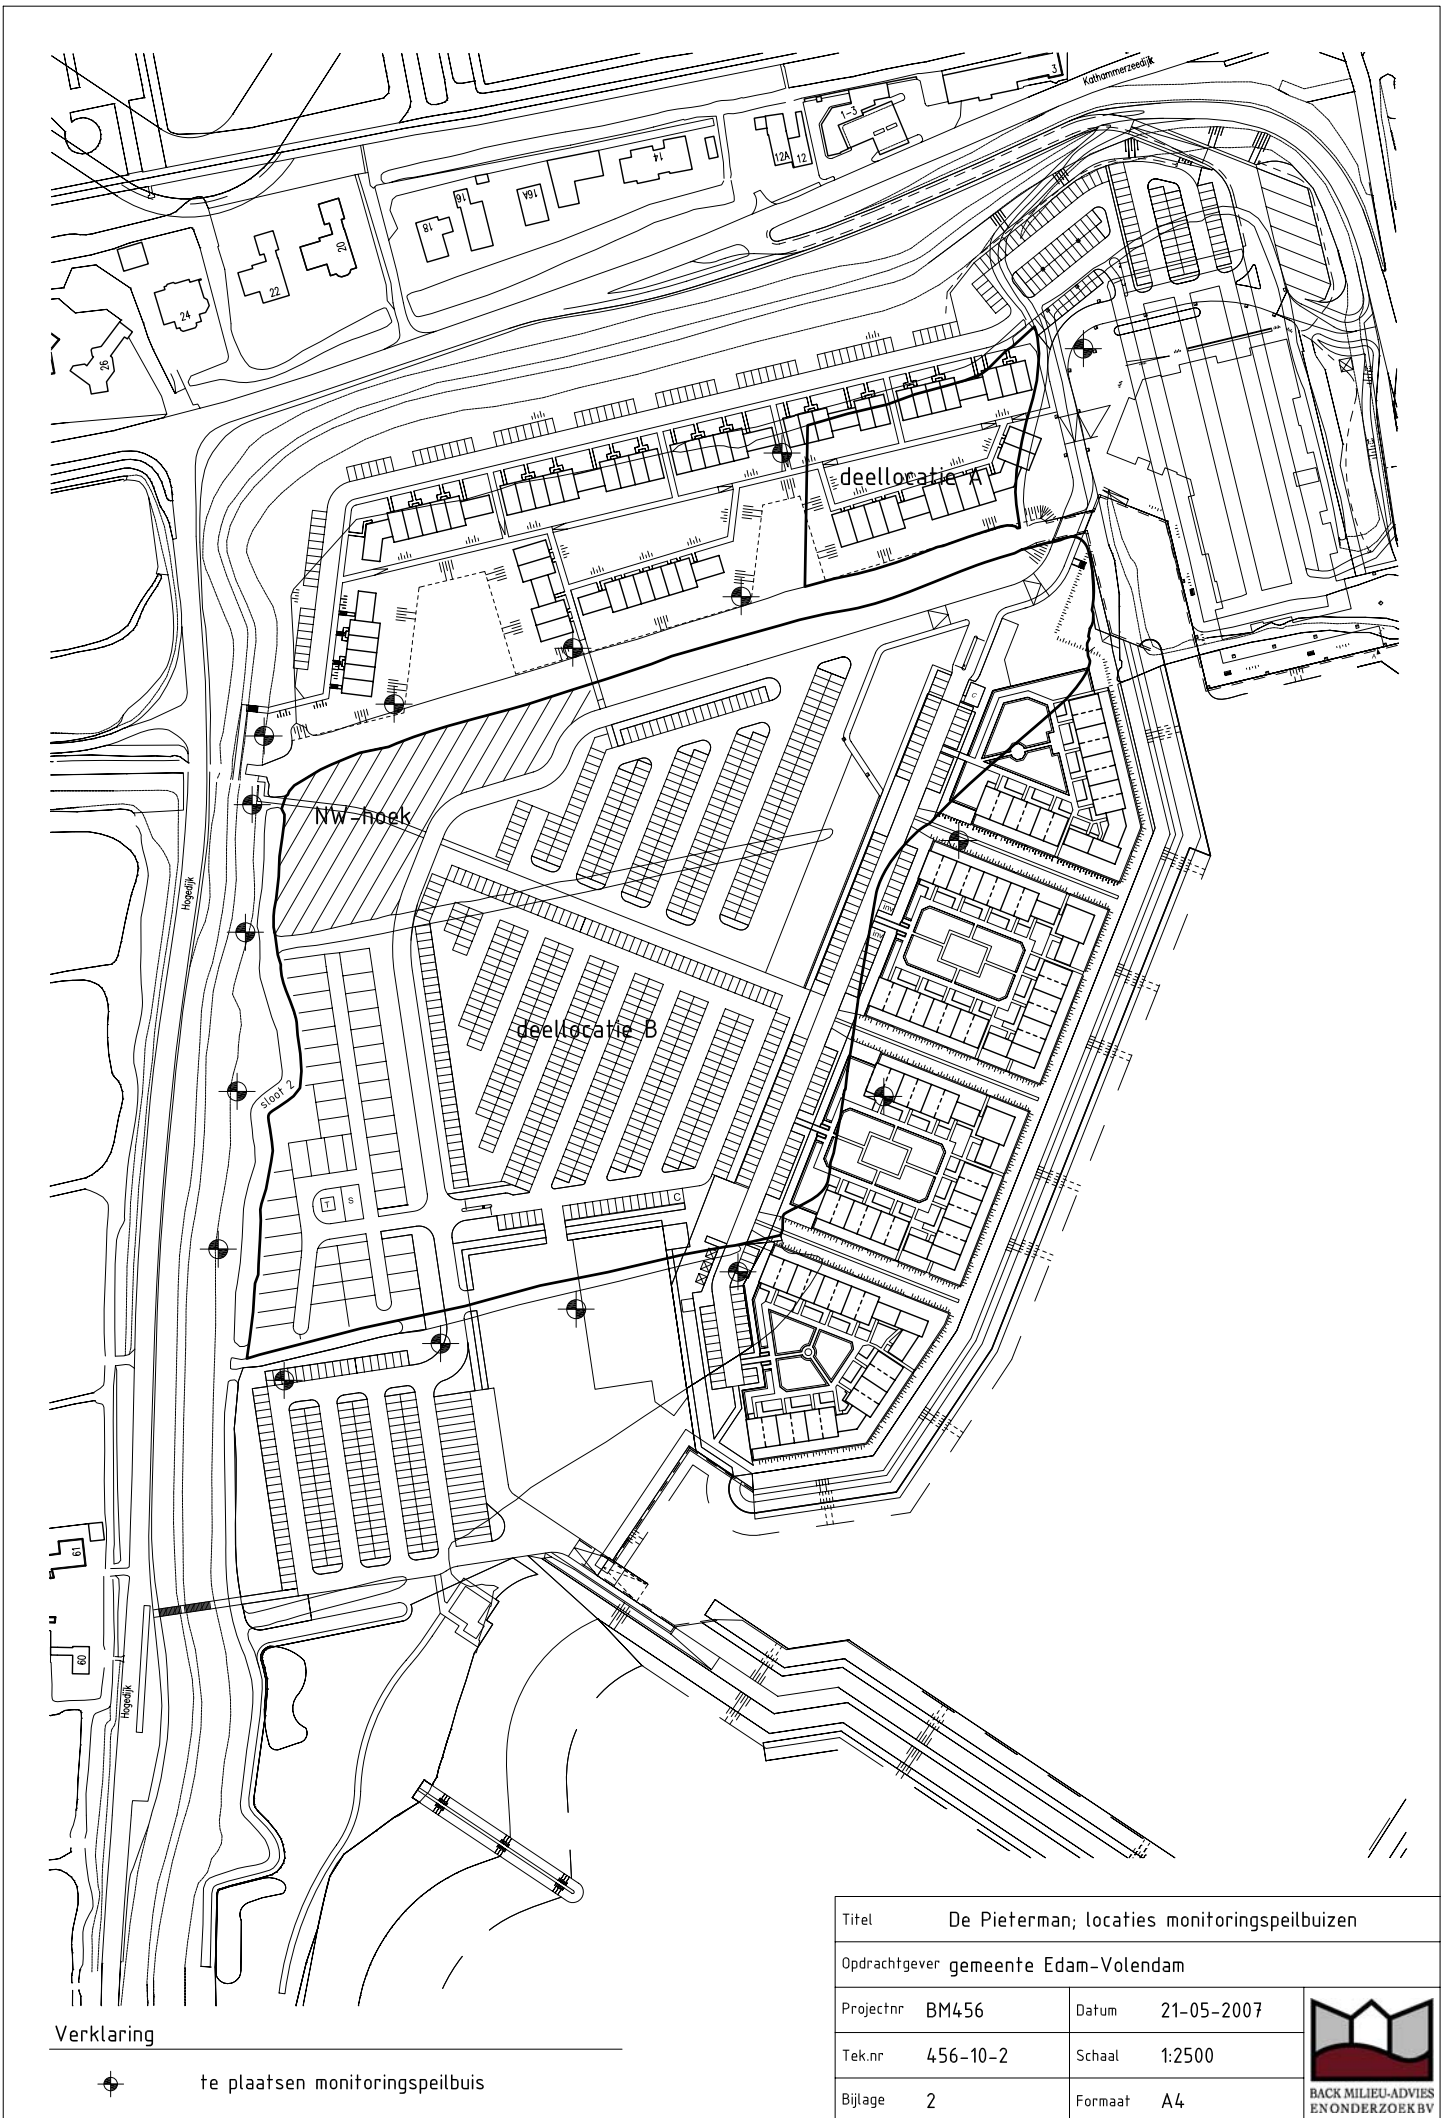 Kathammerzeedijk
3
1-3
12A
12
14
16A
16
18
20
22
24
26
deellocatie A
NW-hoek
Hogedijk
C
inv
inv
deellocatie B
sloot 2
T
S
C
61
60
Hogedijk
Titel De Pieterman; locaties monitoringspeilbuizen
Opdrachtgever gemeente Edam-Volendam
Projectnr BM456 Datum 21-05-2007
Tek.nr 456-10-2 Schaal 1:2500
Bijlage 2 Formaat A4
BACK MILIEU-ADVIES
EN ONDERZOEK BV
Verklaring
te plaatsen monitoringspeilbuis